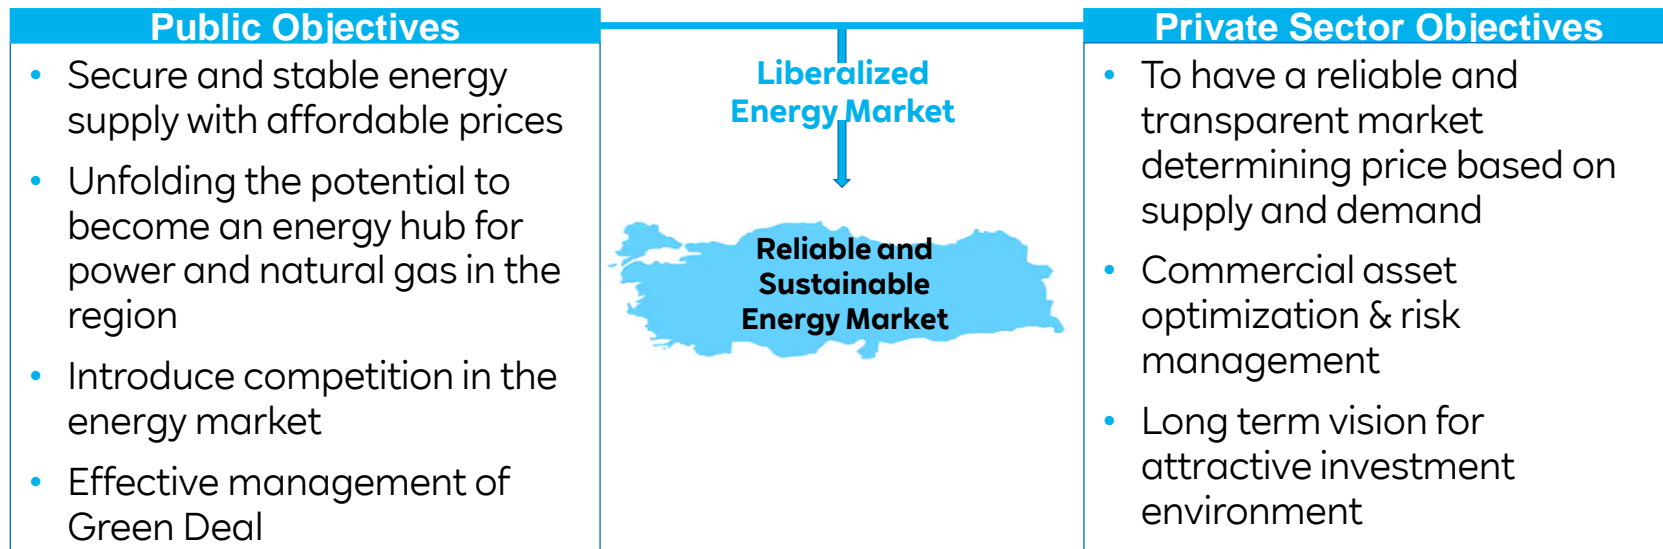 Public Objectives
• Secure and stable energy
supply with affordable prices
• Unfolding the potential to
become an energy hub for
power and natural gas in the
region
• Introduce competition in the
energy market
• Effective management of
Green Deal
Liberalized
Energy Market
Reliable and
Sustainable
Energy Market
Private Sector Objectives
• To have a reliable and
transparent market
determining price based on
supply and demand
• Commercial asset
optimization & risk
management
• Long term vision for
attractive investment
environment